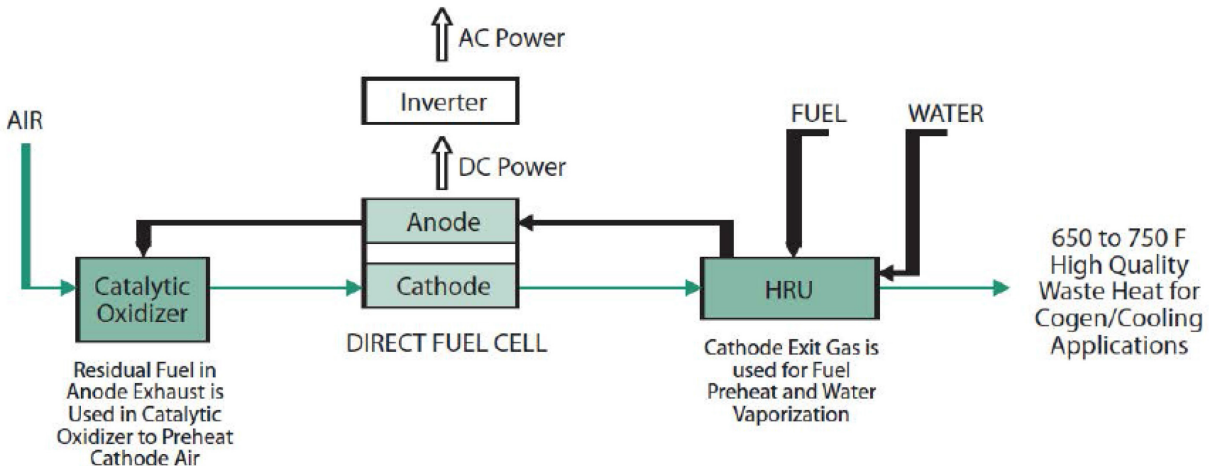 AC Power
Inverter
AIR
FUEL
WATER
DC Power
Anode
Cathode
Catalytic
Oxidizer
HRU
650 to 750 F
High Quality
Waste Heat for
Cogen/Cooling
Applications
DIRECT FUEL CELL
Residual Fuel in
Anode Exhaust is
Used in Catalytic
Oxidizer to Preheat
Cathode Air
Cathode Exit Gas is
used for Fuel
Preheat and Water
Vaporization